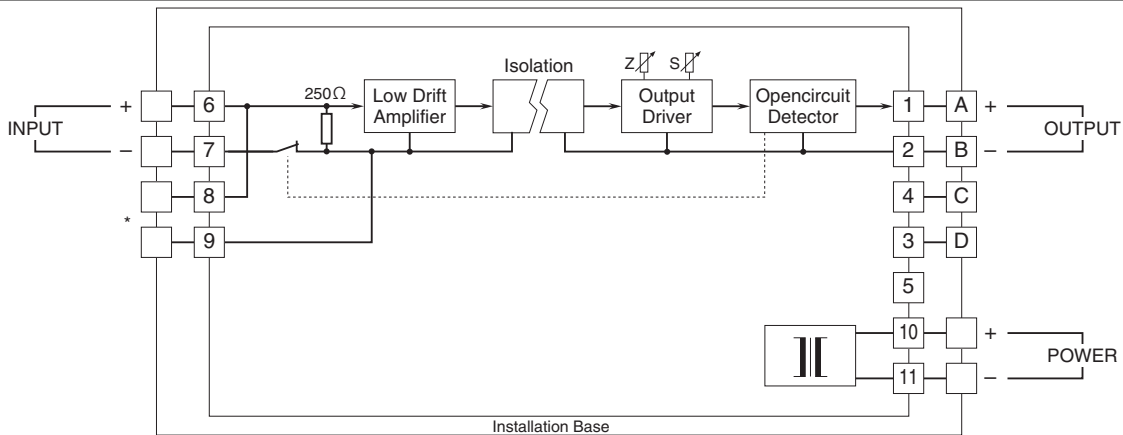 Isolation
Z S
250Ω
Low Drift
Amplifier
Output
Driver
Opencircuit
Detector
+ 6 1 A +
INPUT
OUTPUT
– 7 2 B –
8 4 C
*
9 3 D
5
10 +
POWER
11 –
Installation Base